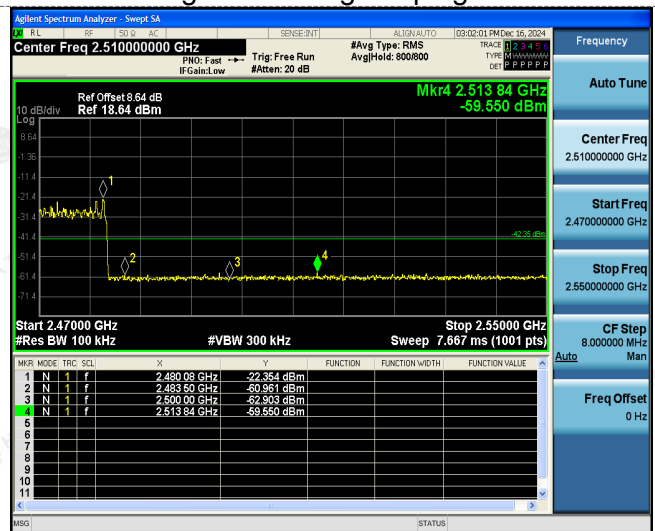 Agilent Spectrum Analyzer - Swept SA
RL RF 50 Ω AC SENSE:INT ALIGN AUTO 03:02:01 PM Dec 16, 2024
Center Freq 2.510000000 GHz
PNO: Fast
IFGain:Low
Trig: Free Run
#Atten: 20 dB
#Avg Type: RMS
Avg|Hold: 800/800
TRACE 1 2 3 4 5 6
TYPE M
DET P P P P P P
Ref Offset 8.64 dB
Ref 18.64 dBm
10 dB/div
Log
Mkr4 2.513 84 GHz
-59.550 dBm
8.64
-1.36
-11.4
-21.4
-31.4
-41.4
-51.4
-61.4
-71.4
1
2
3
4
-42.35 dBm
Start 2.47000 GHz
Stop 2.55000 GHz
#Res BW 100 kHz #VBW 300 kHz Sweep 7.667 ms (1001 pts)
MKR MODE TRC SCL X Y FUNCTION FUNCTION WIDTH FUNCTION VALUE
1 N 1 f 2.480 08 GHz -22.354 dBm
2 N 1 f 2.483 50 GHz -60.961 dBm
3 N 1 f 2.500 00 GHz -62.903 dBm
4 N 1 f 2.513 84 GHz -59.550 dBm
5
6
7
8
9
10
11
MSG STATUS
Frequency
Auto Tune
Center Freq
2.510000000 GHz
Start Freq
2.470000000 GHz
Stop Freq
2.550000000 GHz
CF Step
8.000000 MHz
Auto Man
Freq Offset
0 Hz